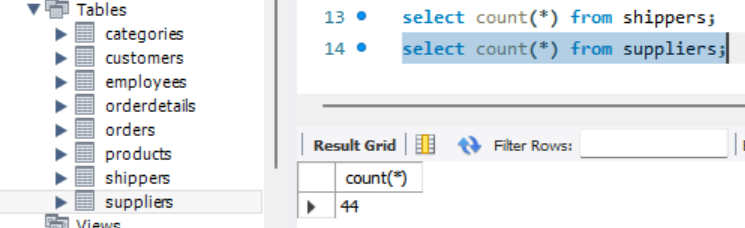 Tables
categories
customers
employees
orderdetails
orders
products
shippers
suppliers
Views
13 select count(*) from shippers;
14 select count(*) from suppliers;
Result Grid Filter Rows:
count(*)
44